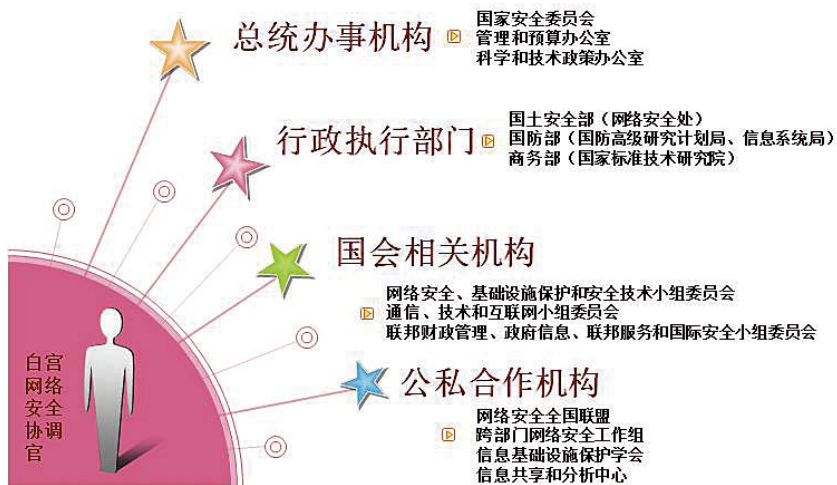 总统办事机构
国家安全委员会
管理和预算办公室
科学和技术政策办公室
行政执行部门
国土安全部（网络安全处）
国防部（国防高级研究计划局、信息系统局）
商务部（国家标准技术研究院）
国会相关机构
网络安全、基础设施保护和安全技术小组委员会
通信、技术和互联网小组委员会
联邦财政管理、政府信息、联邦服务和国际安全小组委员会
公私合作机构
网络安全全国联盟
跨部门网络安全工作组
信息基础设施保护学会
信息共享和分析中心
白宫
网络
安全
协调
官